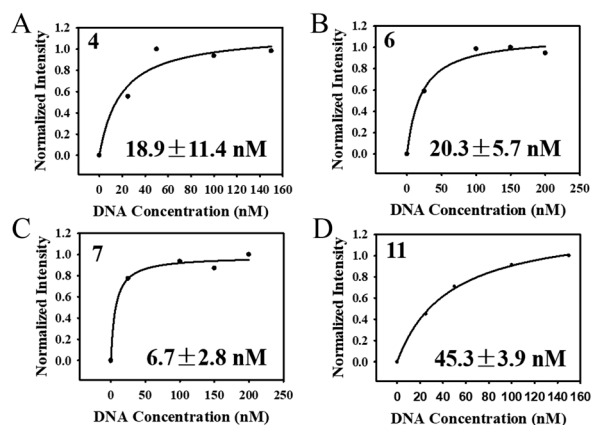 A
4
Normalized Intensity
1.2
1.0
0.8
0.6
0.4
0.2
0.0
18.9±11.4 nM
0 20 40 60 80 100 120 140 160
DNA Concentration (nM)
B
6
Normalized Intensity
1.2
1.0
0.8
0.6
0.4
0.2
0.0
20.3±5.7 nM
0 50 100 150 200 250
DNA Concentration (nM)
C
7
Normalized Intensity
1.2
1.0
0.8
0.6
0.4
0.2
0.0
6.7±2.8 nM
0 50 100 150 200 250
DNA Concentration (nM)
D
11
Normalized Intensity
1.2
1.0
0.8
0.6
0.4
0.2
0.0
45.3±3.9 nM
0 20 40 60 80 100 120 140 160
DNA Concentration (nM)